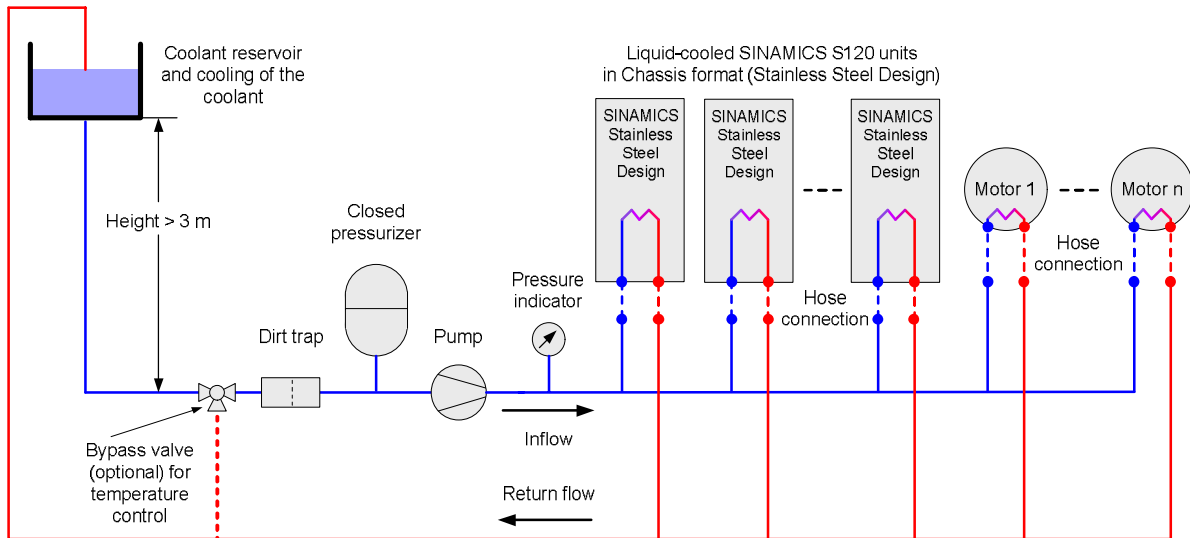 Coolant reservoir
and cooling of the
coolant
Liquid-cooled SINAMICS S120 units
in Chassis format (Stainless Steel Design)
SINAMICS
Stainless
Steel
Design
SINAMICS
Stainless
Steel
Design
SINAMICS
Stainless
Steel
Design
Motor 1
Motor n
Height > 3 m
Closed
pressurizer
Pressure
indicator
Hose
connection
Hose
connection
Dirt trap
Pump
Inflow
Bypass valve
(optional) for
temperature
control
Return flow